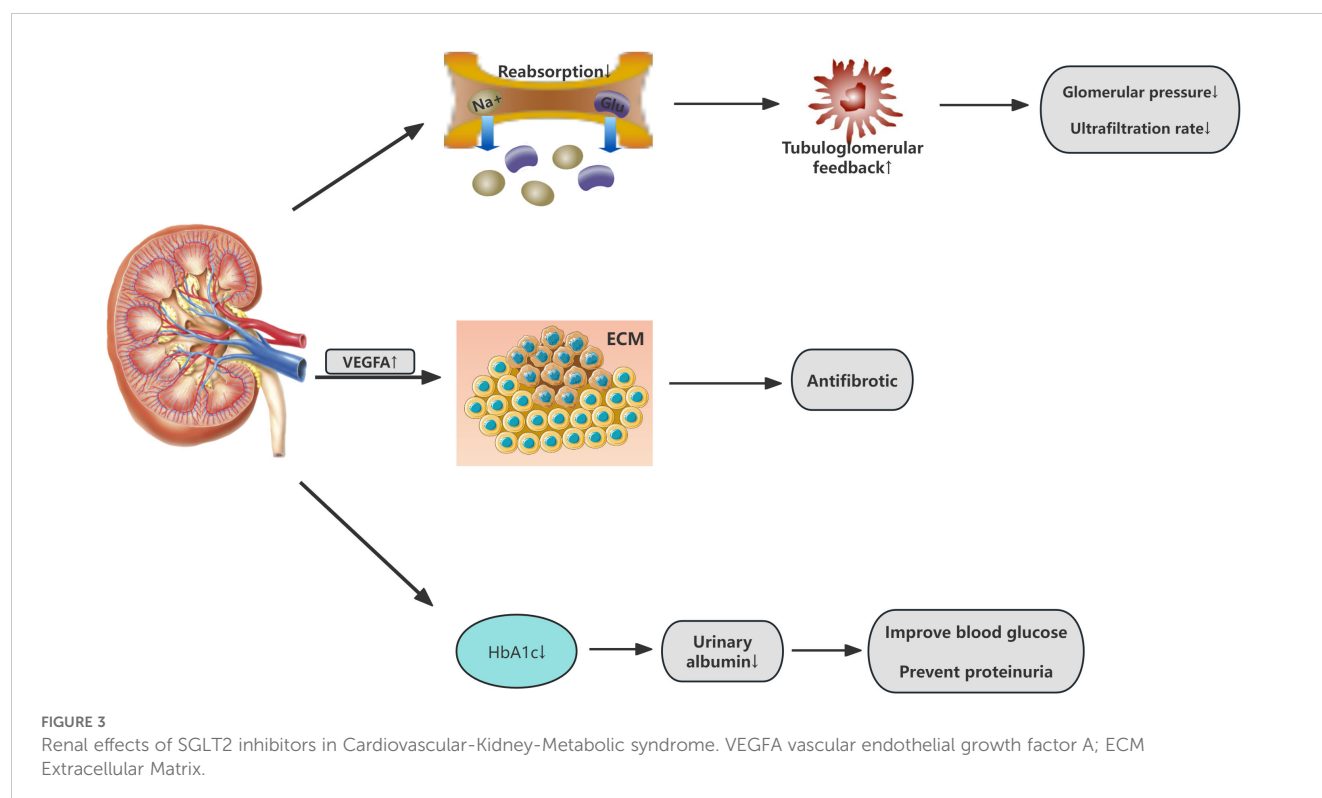 Reabsorption↓
Na+
Glu
Tubuloglomerular
feedback↑
Glomerular pressure↓
Ultrafiltration rate↓
VEGFA↑
ECM
Antifibrotic
HbA1c↓
Urinary
albumin↓
Improve blood glucose
Prevent proteinuria
FIGURE 3
Renal effects of SGLT2 inhibitors in Cardiovascular-Kidney-Metabolic syndrome. VEGFA vascular endothelial growth factor A; ECM
Extracellular Matrix.